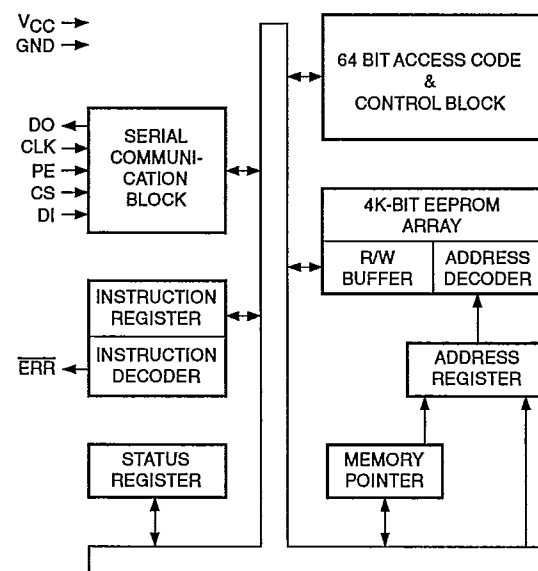 VCC
GND
DO
CLK
PE
CS
DI
SERIAL
COMMUNI-
CATION
BLOCK
INSTRUCTION
REGISTER
INSTRUCTION
DECODER
ERR
STATUS
REGISTER
64 BIT ACCESS CODE
&
CONTROL BLOCK
4K-BIT EEPROM
ARRAY
R/W
BUFFER
ADDRESS
DECODER
ADDRESS
REGISTER
MEMORY
POINTER